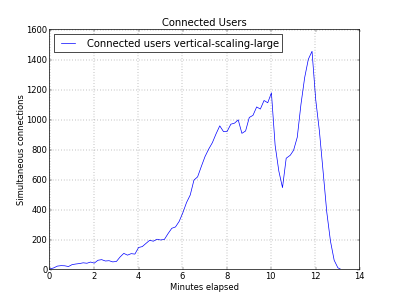 Connected Users
Connected users vertical-scaling-large
Simultaneous connections
1600
1400
1200
1000
800
600
400
200
0
0 2 4 6 8 10 12 14
Minutes elapsed